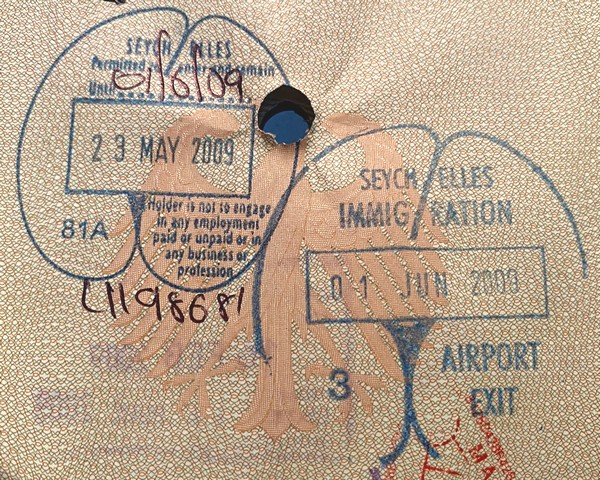 SEYCHELLES
Permitted to enter and remain
Until 01/6/09
23 MAY 2009
81A
Holder is not to engage
in any employment
paid or unpaid or in
any business or
profession.
L1198681
SEYCHELLES
IMMIGRATION
01 JUN 2009
3
AIRPORT
EXIT
MA